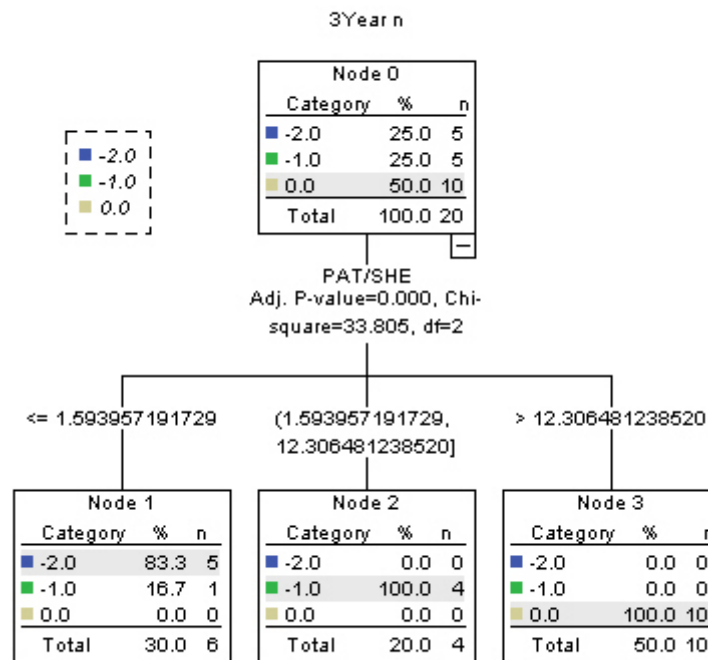 3Year n
Node 0
Category % n
-2.0 25.0 5
-1.0 25.0 5
0.0 50.0 10
Total 100.0 20
-2.0
-1.0
0.0
PAT/SHE
Adj. P-value=0.000, Chi-
square=33.805, df=2
<= 1.593957191729
(1.593957191729,
12.306481238520]
> 12.306481238520
Node 1
Category % n
-2.0 83.3 5
-1.0 16.7 1
0.0 0.0 0
Total 30.0 6
Node 2
Category % n
-2.0 0.0 0
-1.0 100.0 4
0.0 0.0 0
Total 20.0 4
Node 3
Category % n
-2.0 0.0 0
-1.0 0.0 0
0.0 100.0 10
Total 50.0 10